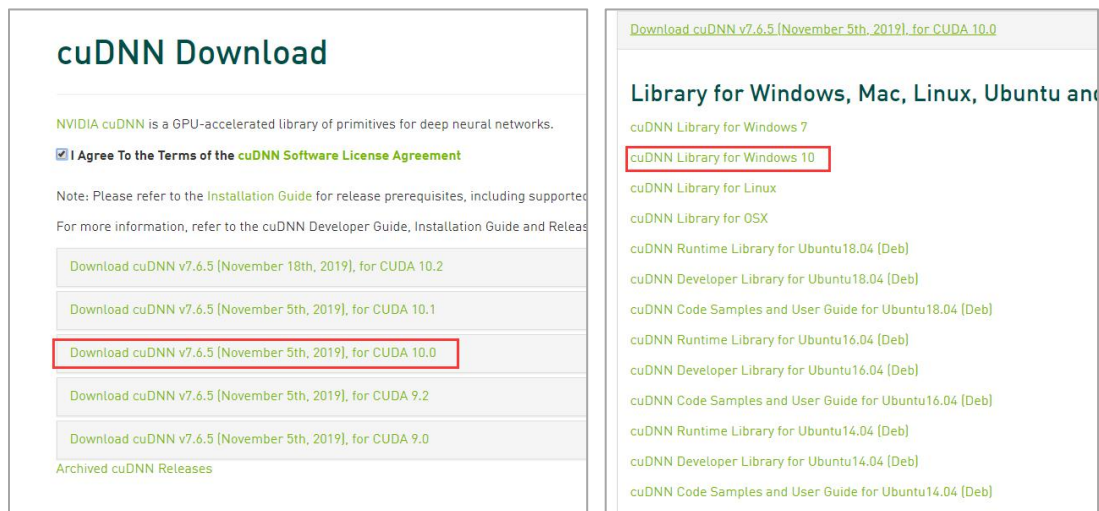 cuDNN Download
NVIDIA cuDNN is a GPU-accelerated library of primitives for deep neural networks.
I Agree To the Terms of the cuDNN Software License Agreement
Note: Please refer to the Installation Guide for release prerequisites, including supported
For more information, refer to the cuDNN Developer Guide, Installation Guide and Releas
Download cuDNN v7.6.5 (November 18th, 2019), for CUDA 10.2
Download cuDNN v7.6.5 (November 5th, 2019), for CUDA 10.1
Download cuDNN v7.6.5 (November 5th, 2019), for CUDA 10.0
Download cuDNN v7.6.5 (November 5th, 2019), for CUDA 9.2
Download cuDNN v7.6.5 (November 5th, 2019), for CUDA 9.0
Archived cuDNN Releases
Download cuDNN v7.6.5 (November 5th, 2019), for CUDA 10.0
Library for Windows, Mac, Linux, Ubuntu and
cuDNN Library for Windows 7
cuDNN Library for Windows 10
cuDNN Library for Linux
cuDNN Library for OSX
cuDNN Runtime Library for Ubuntu18.04 (Deb)
cuDNN Developer Library for Ubuntu18.04 (Deb)
cuDNN Code Samples and User Guide for Ubuntu18.04 (Deb)
cuDNN Runtime Library for Ubuntu16.04 (Deb)
cuDNN Developer Library for Ubuntu16.04 (Deb)
cuDNN Code Samples and User Guide for Ubuntu16.04 (Deb)
cuDNN Runtime Library for Ubuntu14.04 (Deb)
cuDNN Developer Library for Ubuntu14.04 (Deb)
cuDNN Code Samples and User Guide for Ubuntu14.04 (Deb)